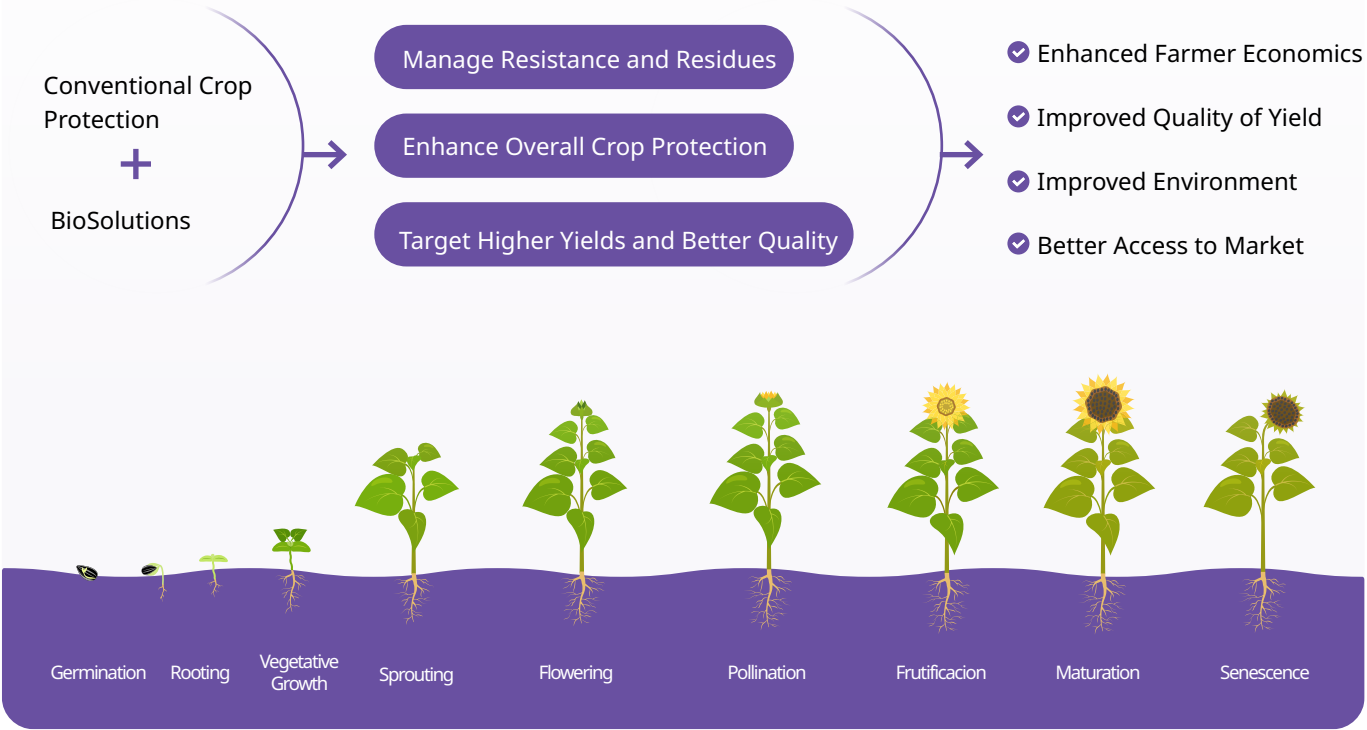 Conventional Crop
Protection
+
BioSolutions
Manage Resistance and Residues
Enhance Overall Crop Protection
Target Higher Yields and Better Quality
Enhanced Farmer Economics
Improved Quality of Yield
Improved Environment
Better Access to Market
Germination
Rooting
Vegetative
Growth
Sprouting
Flowering
Pollination
Frutificacion
Maturation
Senescence